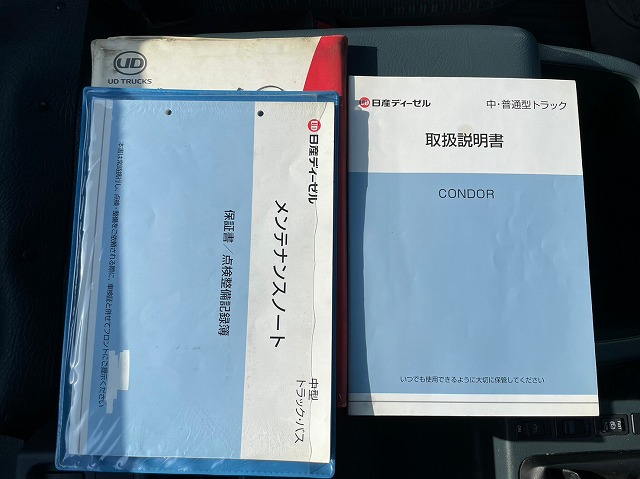 UD
UD TRUCKS
UD 日産ディーゼル
メンテナンスノート
保証書／点検整備記録簿
中型
トラック・バス
UD 日産ディーゼル
中・普通型トラック
取扱説明書
CONDOR
いつでも使用できるように大切に保管してください